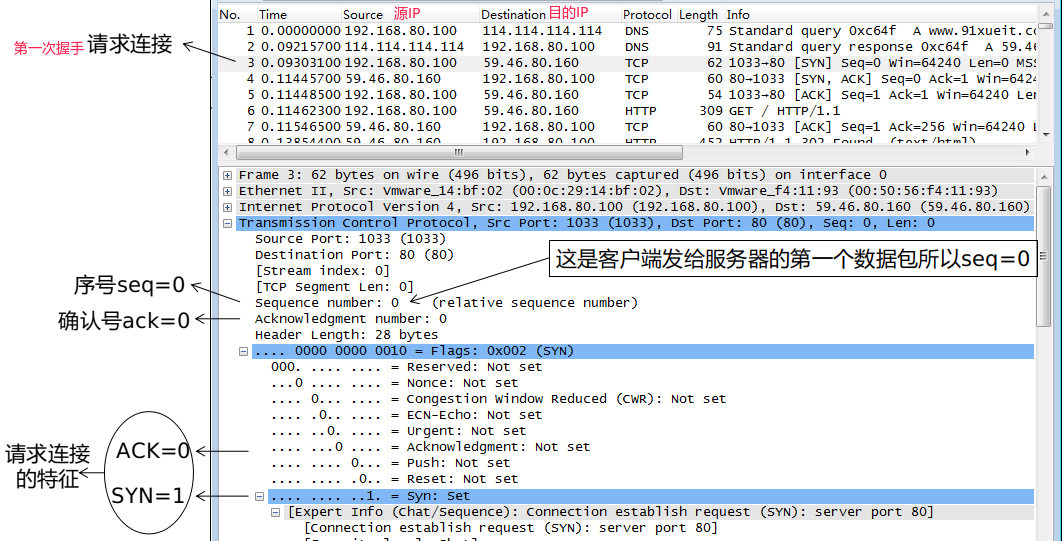 No. Time Source 源IP Destination 目的IP Protocol Length Info
1 0.00000000 192.168.80.100 114.114.114.114 DNS 75 Standard query 0xc64f A www.91xueit.c
第一次握手 请求连接
2 0.09215700 114.114.114.114 192.168.80.100 DNS 91 Standard query response 0xc64f A 59.4
3 0.09303100 192.168.80.100 59.46.80.160 TCP 62 1033→80 [SYN] Seq=0 Win=64240 Len=0 MSS
4 0.11445700 59.46.80.160 192.168.80.100 TCP 60 80→1033 [SYN, ACK] Seq=0 Ack=1 Win=642
5 0.11448500 192.168.80.100 59.46.80.160 TCP 54 1033→80 [ACK] Seq=1 Ack=1 Win=64240 Le
6 0.11462300 192.168.80.100 59.46.80.160 HTTP 309 GET / HTTP/1.1
7 0.11546500 59.46.80.160 192.168.80.100 TCP 60 80→1033 [ACK] Seq=1 Ack=256 Win=64240 L
8 0.13854400 59.46.80.160 192.168.80.100 HTTP 452 HTTP/1.1 302 Found (text/html)
Frame 3: 62 bytes on wire (496 bits), 62 bytes captured (496 bits) on interface 0
Ethernet II, Src: Vmware_14:bf:02 (00:0c:29:14:bf:02), Dst: Vmware_f4:11:93 (00:50:56:f4:11:93)
Internet Protocol Version 4, Src: 192.168.80.100 (192.168.80.100), Dst: 59.46.80.160 (59.46.80.160)
Transmission Control Protocol, Src Port: 1033 (1033), Dst Port: 80 (80), Seq: 0, Len: 0
Source Port: 1033 (1033)
Destination Port: 80 (80)
这是客户端发给服务器的第一个数据包所以seq=0
[Stream index: 0]
[TCP Segment Len: 0]
序号seq=0
Sequence number: 0 (relative sequence number)
确认号ack=0
Acknowledgment number: 0
Header Length: 28 bytes
.... 0000 0000 0010 = Flags: 0x002 (SYN)
000. .... .... = Reserved: Not set
...0 .... .... = Nonce: Not set
.... 0... .... = Congestion Window Reduced (CWR): Not set
.... .0.. .... = ECN-Echo: Not set
.... ..0. .... = Urgent: Not set
请求连接
的特征
ACK=0
.... ...0 .... = Acknowledgment: Not set
.... .... 0... = Push: Not set
.... .... .0.. = Reset: Not set
SYN=1
.... .... ..1. = Syn: Set
[Expert Info (Chat/Sequence): Connection establish request (SYN): server port 80]
[Connection establish request (SYN): server port 80]